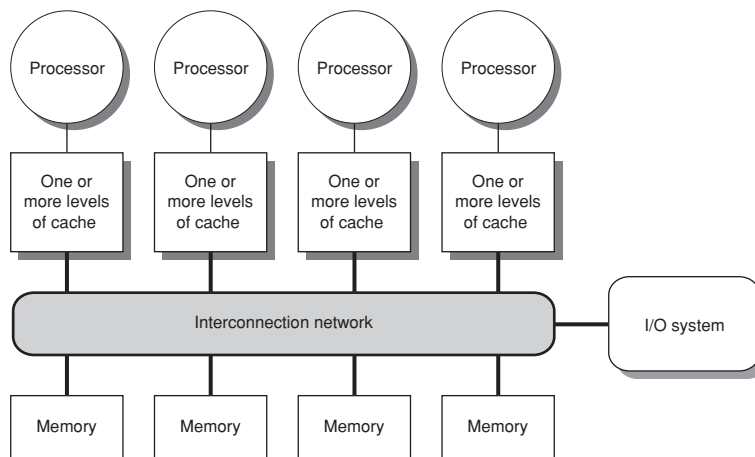 Processor
Processor
Processor
Processor
One or
more levels
of cache
One or
more levels
of cache
One or
more levels
of cache
One or
more levels
of cache
Interconnection network
I/O system
Memory
Memory
Memory
Memory